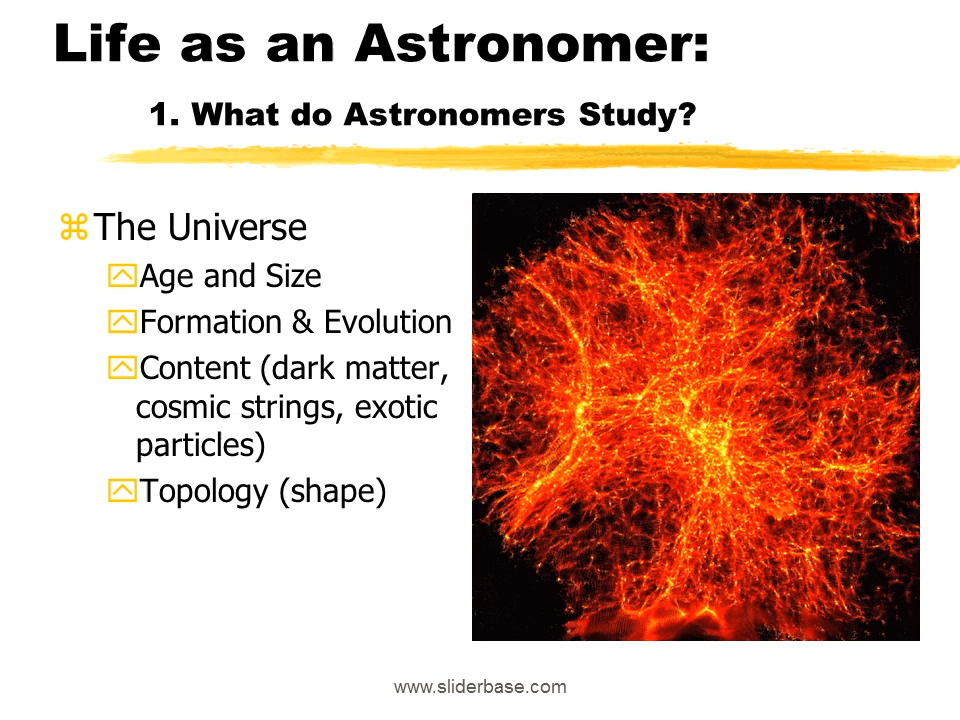 Life as an Astronomer:
1. What do Astronomers Study?
The Universe
Age and Size
Formation & Evolution
Content (dark matter,
cosmic strings, exotic
particles)
Topology (shape)
www.sliderbase.com